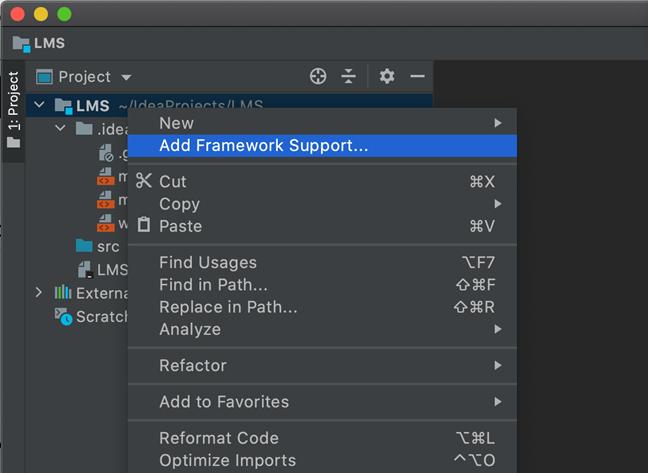 LMS
1: Project
Project
LMS ~/IdeaProjects/LMS
.idea
.g
m
m
w
src
LMS
Externa
Scratch
New
Add Framework Support...
Cut ⌘X
Copy
Paste ⌘V
Find Usages ⌥F7
Find in Path... ⇧⌘F
Replace in Path... ⇧⌘R
Analyze
Refactor
Add to Favorites
Reformat Code ⌥⌘L
Optimize Imports ^⌥O